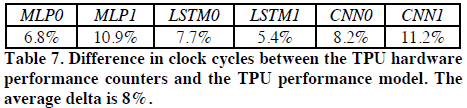 MLP0 MLP1 LSTM0 LSTM1 CNN0 CNN1
6.8% 10.9% 7.7% 5.4% 8.2% 11.2%
Table 7. Difference in clock cycles between the TPU hardware
performance counters and the TPU performance model. The
average delta is 8%.